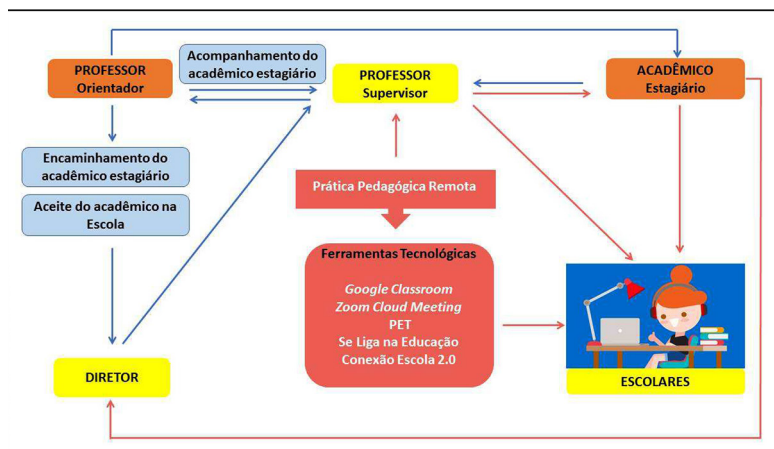 PROFESSOR
Orientador
Acompanhamento do
acadêmico estagiário
PROFESSOR
Supervisor
ACADÊMICO
Estagiário
Encaminhamento do
acadêmico estagiário
Aceite do acadêmico na
Escola
Prática Pedagógica Remota
Ferramentas Tecnológicas
Google Classroom
Zoom Cloud Meeting
PET
Se Liga na Educação
Conexão Escola 2.0
DIRETOR
ESCOLARES